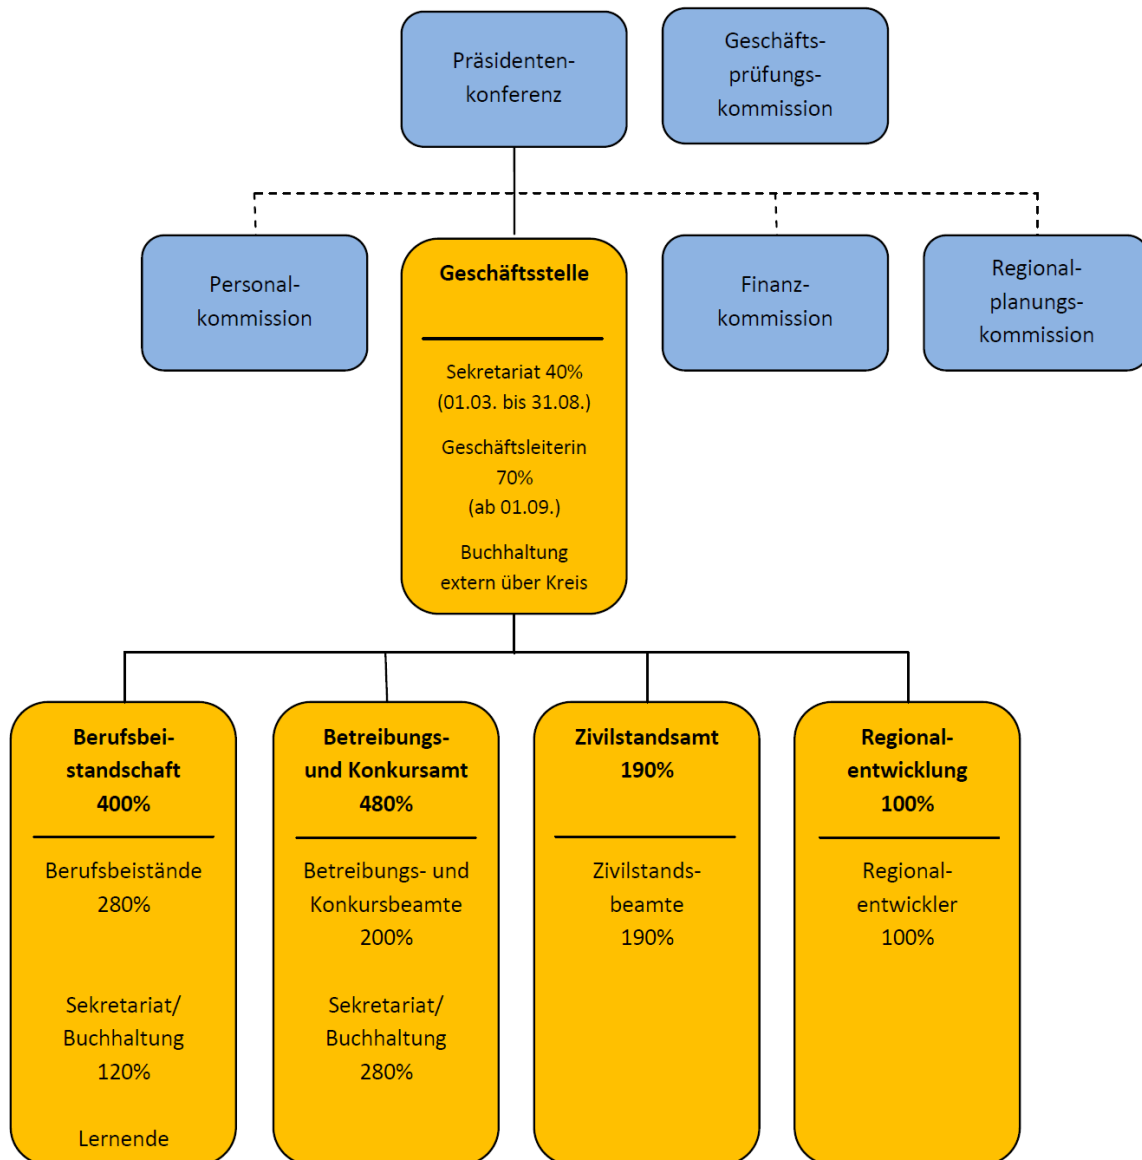 Präsidenten-
konferenz
Geschäfts-
prüfungs-
kommission
Personal-
kommission
Geschäftsstelle
Sekretariat 40%
(01.03. bis 31.08.)
Geschäftsleiterin
70%
(ab 01.09.)
Buchhaltung
extern über Kreis
Finanz-
kommission
Regional-
planungs-
kommission
Berufsbei-
standschaft
400%
Berufsbeistände
280%
Sekretariat/
Buchhaltung
120%
Lernende
Betreibungs-
und Konkursamt
480%
Betreibungs- und
Konkursbeamte
200%
Sekretariat/
Buchhaltung
280%
Zivilstandsamt
190%
Zivilstands-
beamte
190%
Regional-
entwicklung
100%
Regional-
entwickler
100%